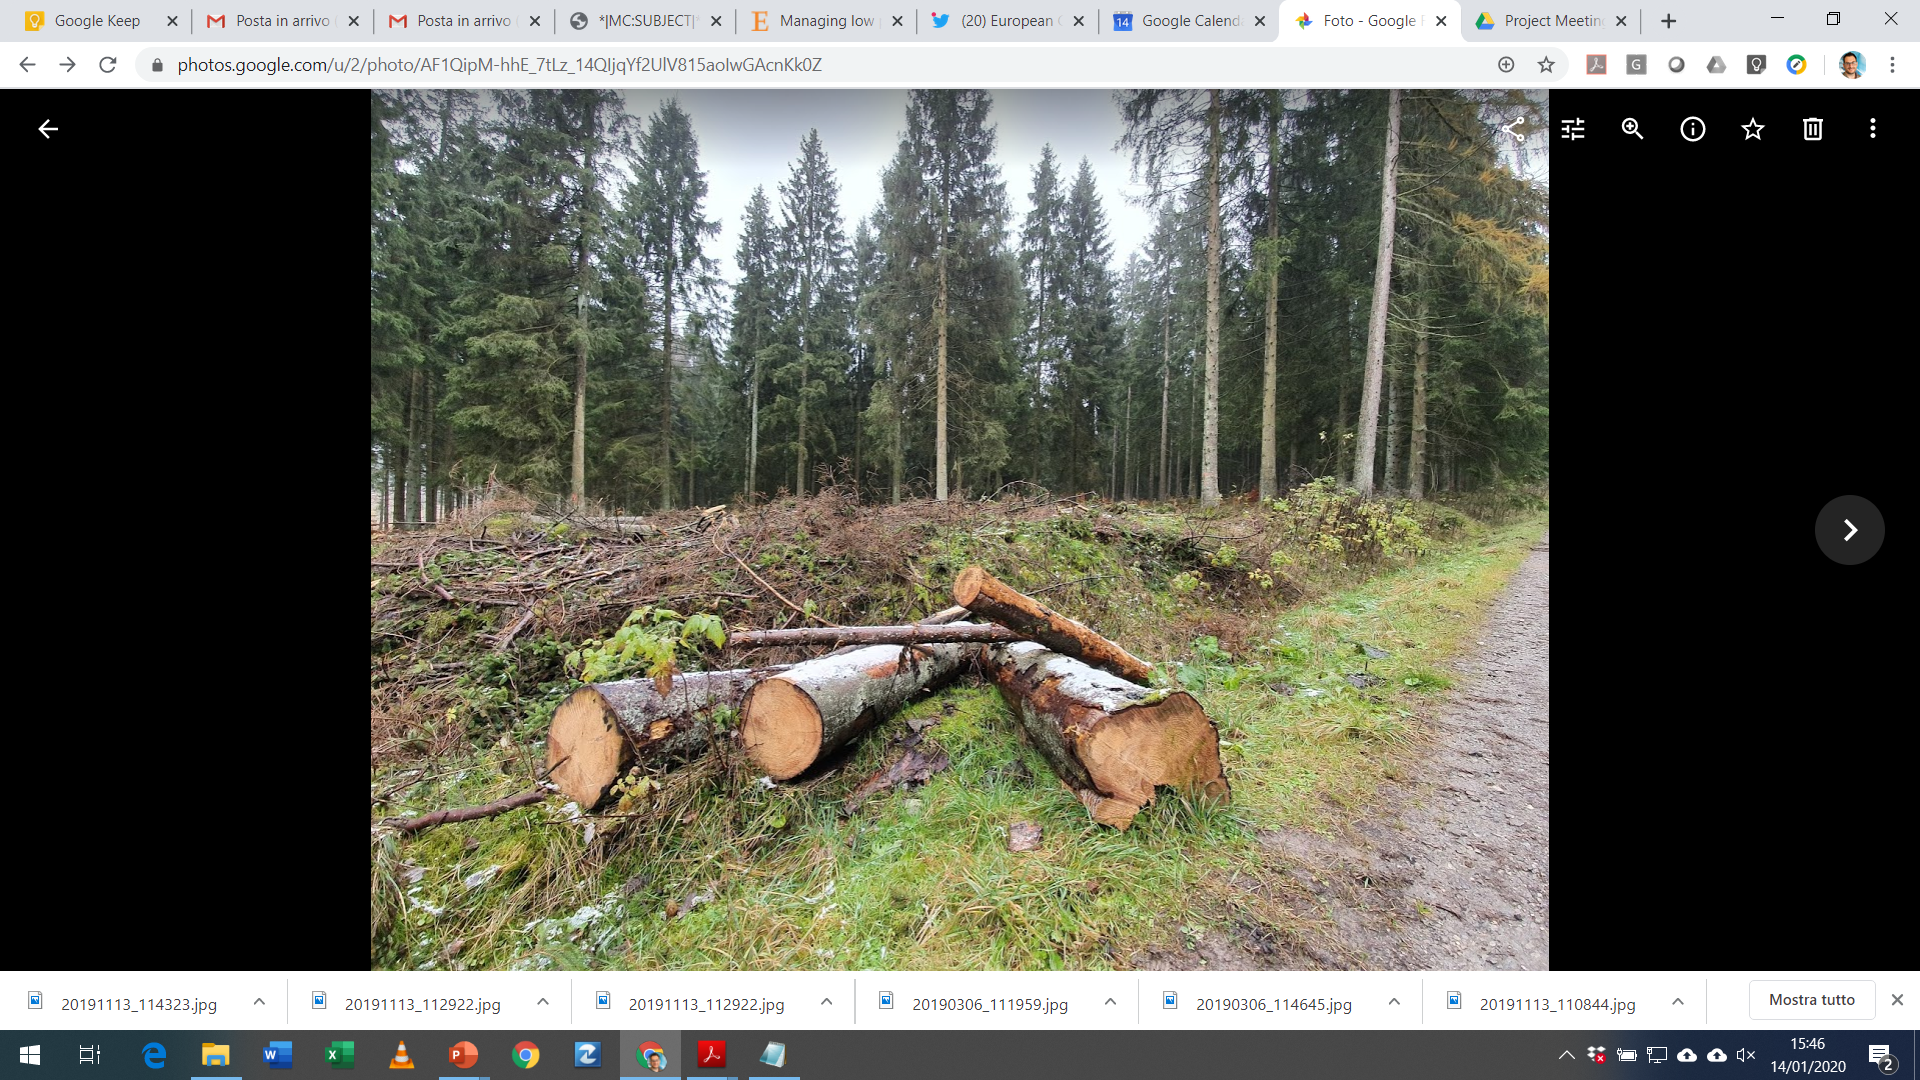 Google Keep
Posta in arrivo
Posta in arrivo
*|MC:SUBJECT|*
Managing low
(20) European
Google Calend
Foto - Google
Project Meeting
photos.google.com/u/2/photo/AF1QipM-hhE_7tLz_14QIjqYf2UlV815aolwGAcnKk0Z
20191113_114323.jpg
20191113_112922.jpg
20191113_112922.jpg
20190306_111959.jpg
20190306_114645.jpg
20191113_110844.jpg
Mostra tutto
15:46
14/01/2020
2